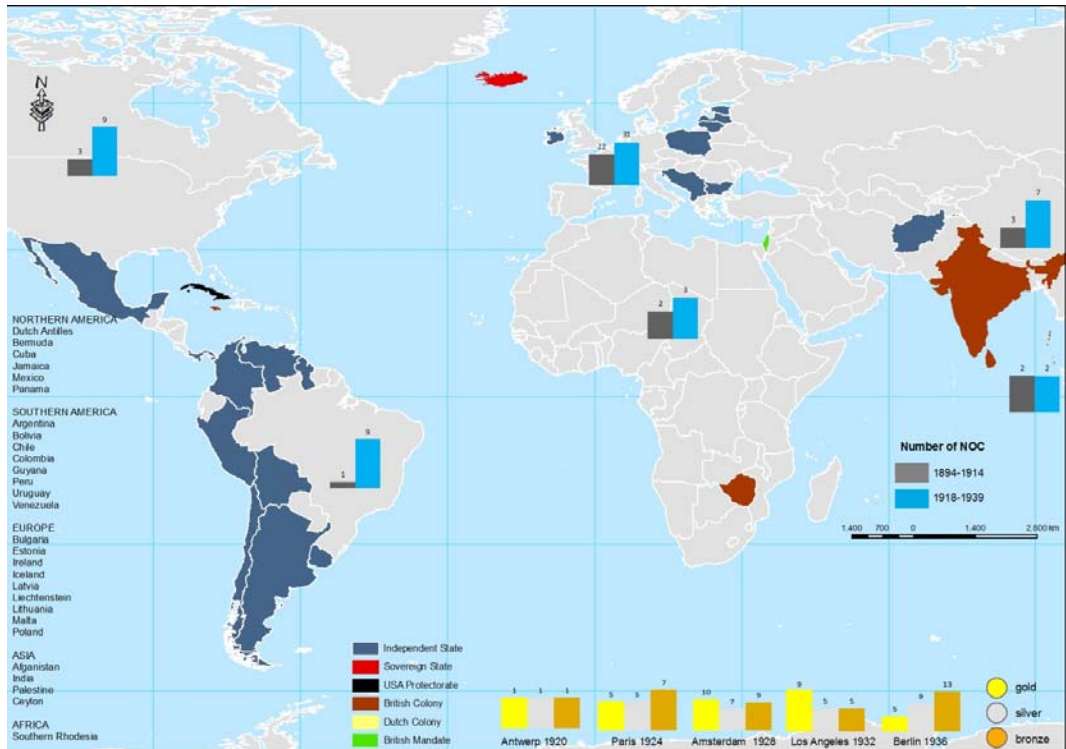 N
9
3
31
22
7
3
3
2
2 2
9
1
NORTHERN AMERICA
Dutch Antilles
Bermuda
Cuba
Jamaica
Mexico
Panama
SOUTHERN AMERICA
Argentina
Bolivia
Chile
Colombia
Guyana
Peru
Uruguay
Venezuela
EUROPE
Bulgaria
Estonia
Ireland
Iceland
Latvia
Liechtenstein
Lithuania
Malta
Poland
ASIA
Afganistan
India
Palestine
Ceylon
AFRICA
Southern Rhodesia
Number of NOC
1894-1914
1918-1939
1.400 700 0 1.400 2.800 km
Independent State
Sovereign State
USA Protectorate
British Colony
Dutch Colony
British Mandate
1 1 1
Antwerp 1920
5 5 7
Paris 1924
10 7 9
Amsterdam 1928
9 5 5
Los Angeles 1932
5 9 13
Berlin 1936
gold
silver
bronze